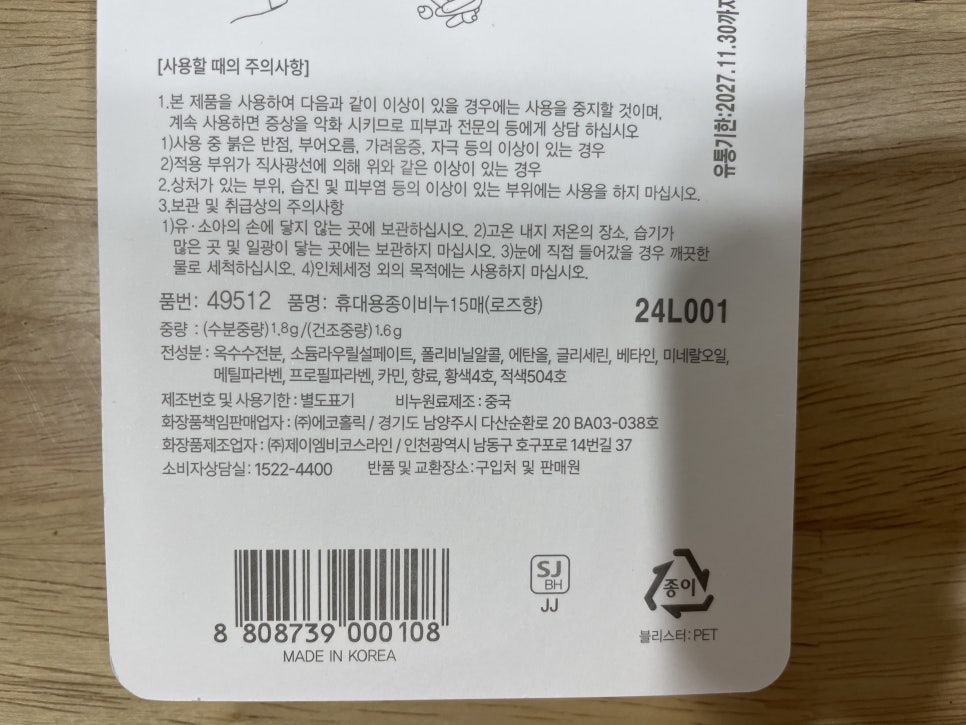 [사용할 때의 주의사항]
1.본 제품을 사용하여 다음과 같이 이상이 있을 경우에는 사용을 중지할 것이며,
계속 사용하면 증상을 악화 시키므로 피부과 전문의 등에게 상담 하십시오
1)사용 중 붉은 반점, 부어오름, 가려움증, 자극 등의 이상이 있는 경우
2)적용 부위가 직사광선에 의해 위와 같은 이상이 있는 경우
2.상처가 있는 부위, 습진 및 피부염 등의 이상이 있는 부위에는 사용을 하지 마십시오.
3.보관 및 취급상의 주의사항
1)유·소아의 손에 닿지 않는 곳에 보관하십시오. 2)고온 내지 저온의 장소, 습기가
많은 곳 및 일광이 닿는 곳에는 보관하지 마십시오. 3)눈에 직접 들어갔을 경우 깨끗한
물로 세척하십시오. 4)인체세정 외의 목적에는 사용하지 마십시오.
유통기한:2027.11.30까지
품번: 49512 품명: 휴대용종이비누15매(로즈향)
24L001
중량 : (수분중량)1.8g/(건조중량)1.6g
전성분 : 옥수수전분, 소듐라우릴설페이트, 폴리비닐알콜, 에탄올, 글리세린, 베타인, 미네랄오일,
메틸파라벤, 프로필파라벤, 카민, 향료, 황색4호, 적색504호
제조번호 및 사용기한 : 별도표기 비누원료제조 : 중국
화장품책임판매업자 : (주)에코홀릭 / 경기도 남양주시 다산순환로 20 BA03-038호
화장품제조업자 : (주)제이엠비코스라인 / 인천광역시 남동구 호구포로 14번길 37
소비자상담실: 1522-4400 반품 및 교환장소:구입처 및 판매원
8 808739 000108
MADE IN KOREA
SJ
BH
JJ
종이
블리스터: PET